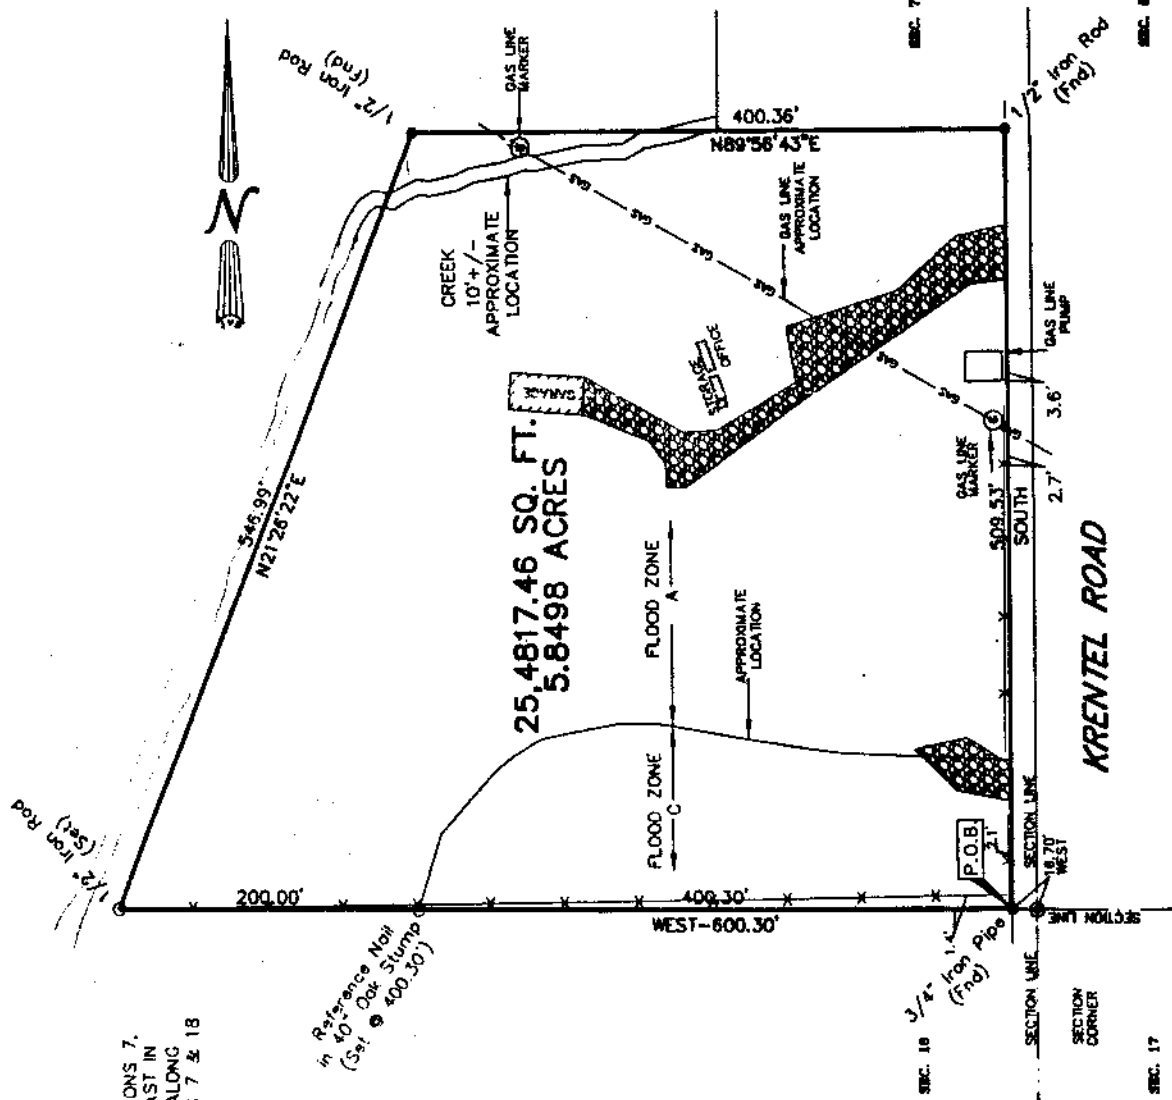 SEC. 7
SEC. 8
N
1/2" Iron Rod
(Fnd)
GAS LINE
MARKER
1/2" Iron Rod
(Fnd)
400.36'
N89°56'43"E
CREEK
10'+/-
APPROXIMATE
LOCATION
GAS
GAS
GAS
GAS
GAS
GAS
GAS LINE
APPROXIMATE
LOCATION
STORAGE
OFFICE
GARAGE
GAS LINE
PUMP
3.6'
2.7'
GAS LINE
MARKER
G
509.53'
SOUTH
546.99'
N21°26'22"E
25,4817.46 SQ. FT.
5.8498 ACRES
FLOOD ZONE
A
APPROXIMATE
LOCATION
FLOOD ZONE
C
KRENTEL ROAD
1/2" Iron Rod
(Set)
200.00'
400.30'
WEST-600.30'
P.O.B.
2.1'
SECTION LINE
18.70'
WEST
SECTION LINE
1.4'
3/4" Iron Pipe
(Fnd)
Reference Nail
in 40" Oak Stump
(Set @ 400.30')
ONS 7,
AST IN
ALONG
7 & 18
SECTION LINE
SECTION
CORNER
SEC. 18
SEC. 17